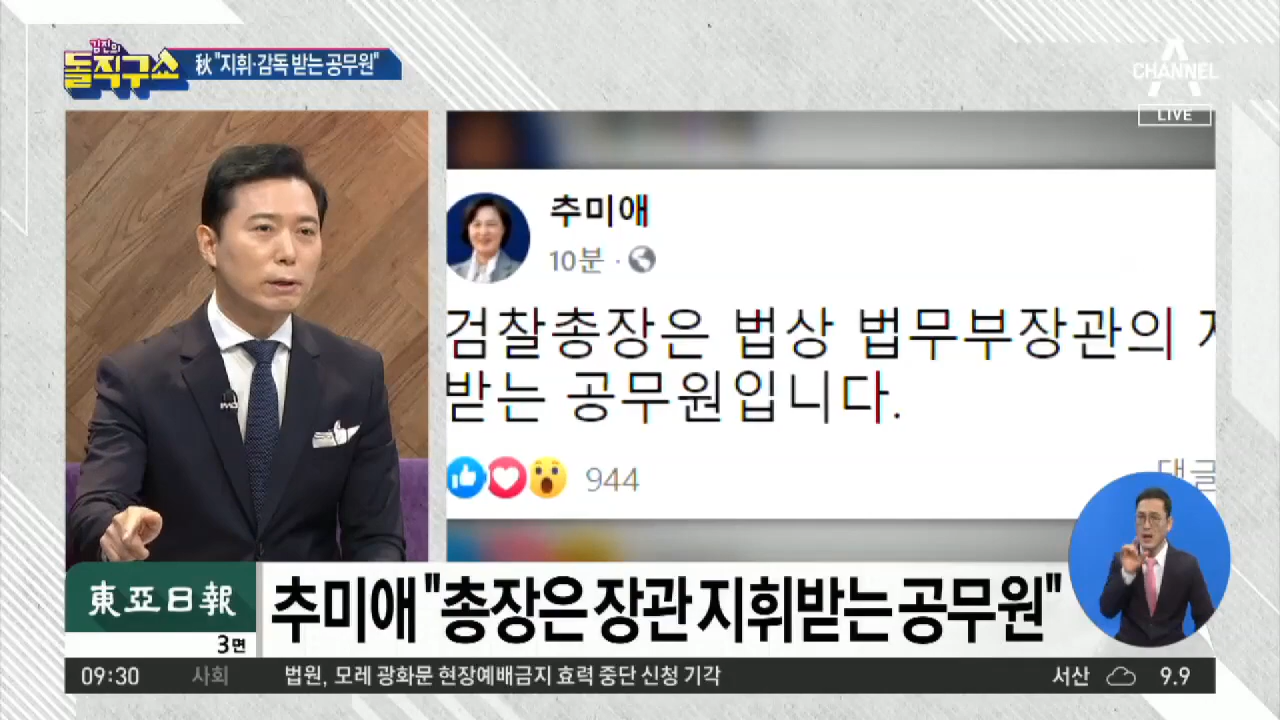 김진의
돌직구쇼
秋 "지휘·감독 받는 공무원"
CHANNEL A
LIVE
추미애
10분 ·
검찰총장은 법상 법무부장관의
받는 공무원입니다.
944
댓글
東亞日報
3면
추미애 "총장은 장관 지휘받는 공무원"
09:30 사회 법원, 모레 광화문 현장예배금지 효력 중단 신청 기각 서산 9.9